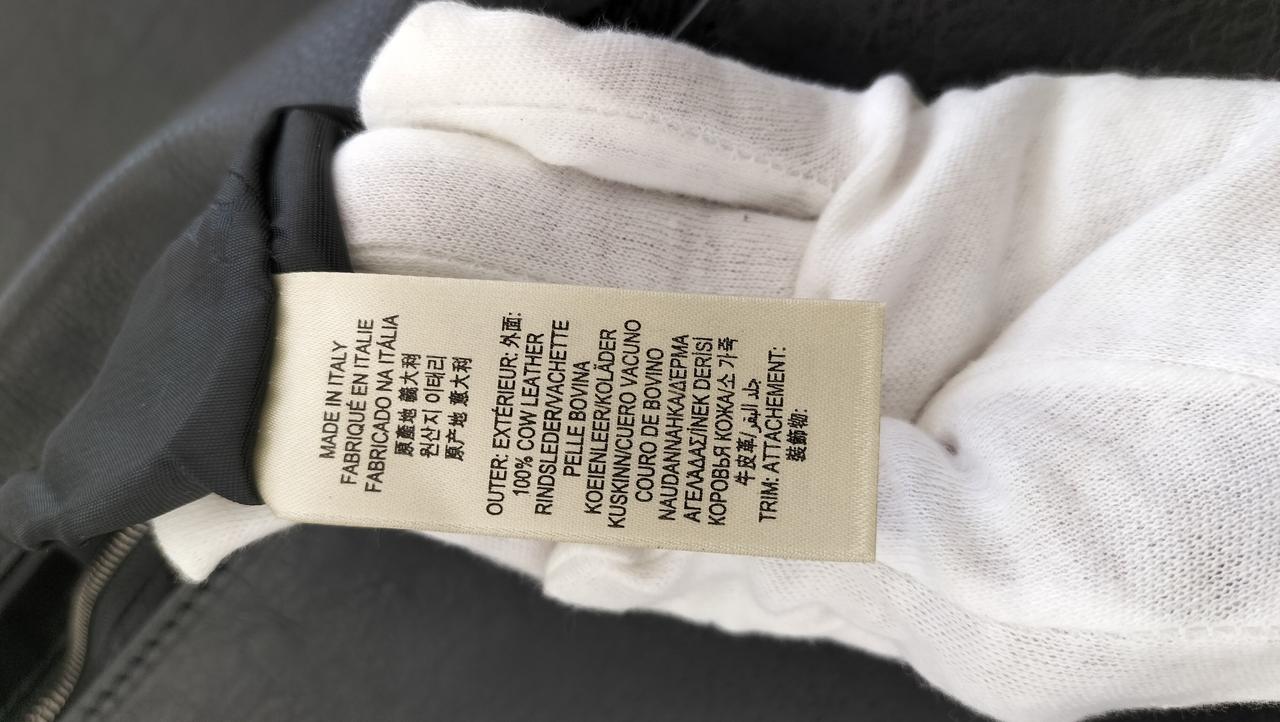 MADE IN ITALY
FABRIQUÉ EN ITALIE
FABRICADO NA ITÁLIA
原產地 義大利
원산지 이태리
原产地 意大利
OUTER: EXTÉRIEUR: 外面:
100% COW LEATHER
RINDSLEDER/VACHETTE
PELLE BOVINA
KOEIENLEER/KOLÄDER
KUSKINN/CUERO VACUNO
COURO DE BOVINO
NAUDANNAHKA/ΔΕΡΜΑ
ΑΓΕΛΑΔΑΣ/İNEK DERİSİ
КОРОВЬЯ КОЖА/소 가죽
牛皮革/جلد البقر
TRIM: ATTACHEMENT:
装飾物: